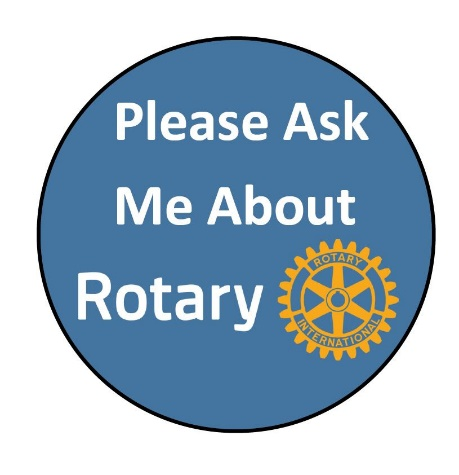 Please Ask
Me About
Rotary
ROTARY
INTERNATIONAL